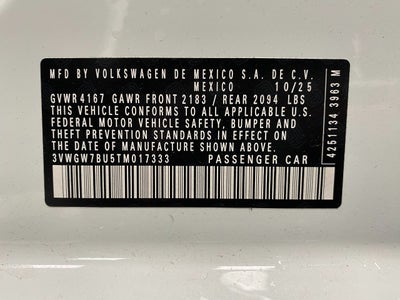 MFD BY VOLKSWAGEN DE MEXICO S.A. DE C.V.
MEXICO 10/25
GVWR 4167 GAWR FRONT 2183 / REAR 2094 LBS
THIS VEHICLE CONFORMS TO ALL APPLICABLE U.S.
FEDERAL MOTOR VEHICLE SAFETY, BUMPER AND
THEFT PREVENTION STANDARDS IN EFFECT ON
THE DATE OF MANUFACTURE SHOWN ABOVE.
3VWGW7BU5TM017333 PASSENGER CAR
4251134 3963 M